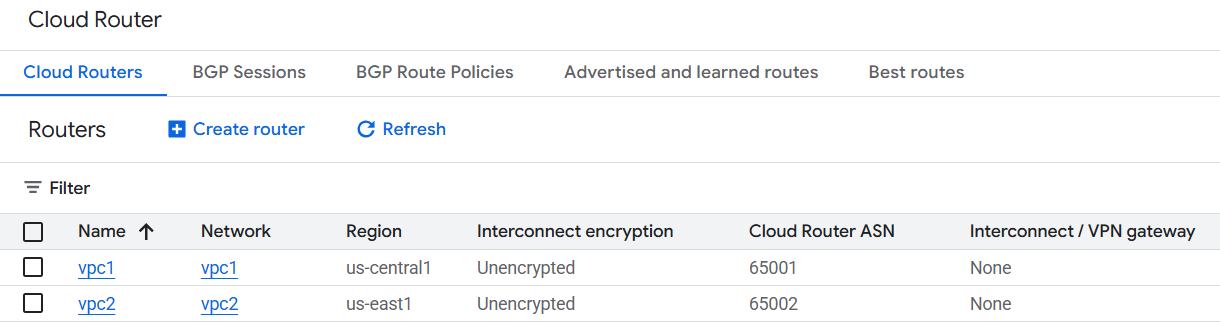 Cloud Router
Cloud Routers BGP Sessions BGP Route Policies Advertised and learned routes Best routes
Routers Create router Refresh
Filter
Name Network Region Interconnect encryption Cloud Router ASN Interconnect / VPN gateway
vpc1 vpc1 us-central1 Unencrypted 65001 None
vpc2 vpc2 us-east1 Unencrypted 65002 None